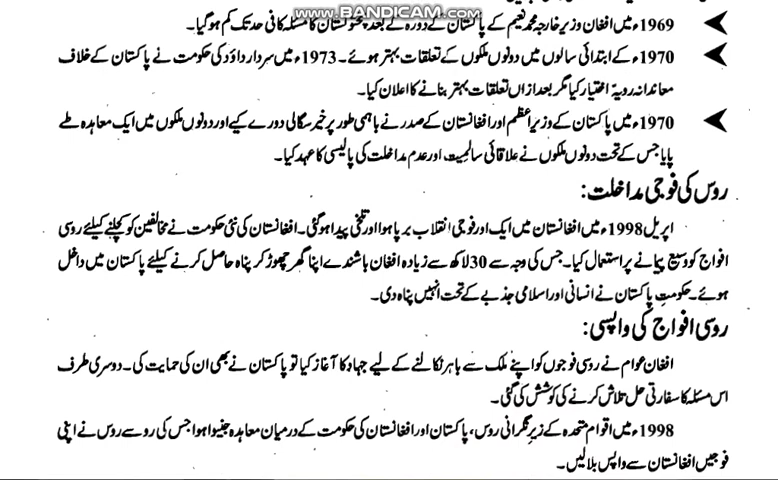 www.BANDICAM.com
1969ء میں افغان وزیر خارجہ محمد نعیم کے پاکستان کے دورہ کے بعد پختونستان کا مسئلہ کافی حد تک کم ہو گیا۔
1970ء کے ابتدائی سالوں میں دونوں ملکوں کے تعلقات بہتر ہوئے۔ 1973ء میں سردار داؤد کی حکومت نے پاکستان کے خلاف
معاندانہ رویۃ اختیار کیا مگر بعد ازاں تعلقات بہتر بنانے کا اعلان کیا۔
1970ء میں پاکستان کے وزیر اعظم اور افغانستان کے صدر نے باہمی طور پر خیر سگالی دورے کیے اور دونوں ملکوں میں ایک معاہدہ طے
پایا جس کے تحت دونوں ملکوں نے علاقائی سالمیت اور عدم مداخلت کی پالیسی کا عہد کیا۔
روس کی فوجی مداخلت:
اپریل 1998ء میں افغانستان میں ایک اور فوجی انقلاب برپا ہوا اور تلخی پیدا ہو گئی۔ افغانستان کی نئی حکومت نے مخالفین کو کچلنے کیلئے روسی
افواج کو وسیع پیمانے پر استعمال کیا۔ جس کی وجہ سے 30 لاکھ سے زیادہ افغان باشندے اپنا گھر چھوڑ کر پناہ حاصل کرنے کیلئے پاکستان میں داخل
ہوئے۔ حکومتِ پاکستان نے انسانی اور اسلامی جذبے کے تحت انہیں پناہ دی۔
روسی افواج کی واپسی:
افغان عوام نے روسی فوجوں کو اپنے ملک سے باہر نکالنے کے لیے جہاد کا آغاز کیا تو پاکستان نے بھی ان کی حمایت کی۔ دوسری طرف
اس مسئلہ کا سفارتی حل تلاش کرنے کی کوشش کی گئی۔
1998ء میں اقوام متحدہ کے زیر نگرانی روس، پاکستان اور افغانستان کی حکومت کے درمیان معاہدہ جنیوا ہوا جس کی رو سے روس نے اپنی
فوجیں افغانستان سے واپس بلا لیں۔